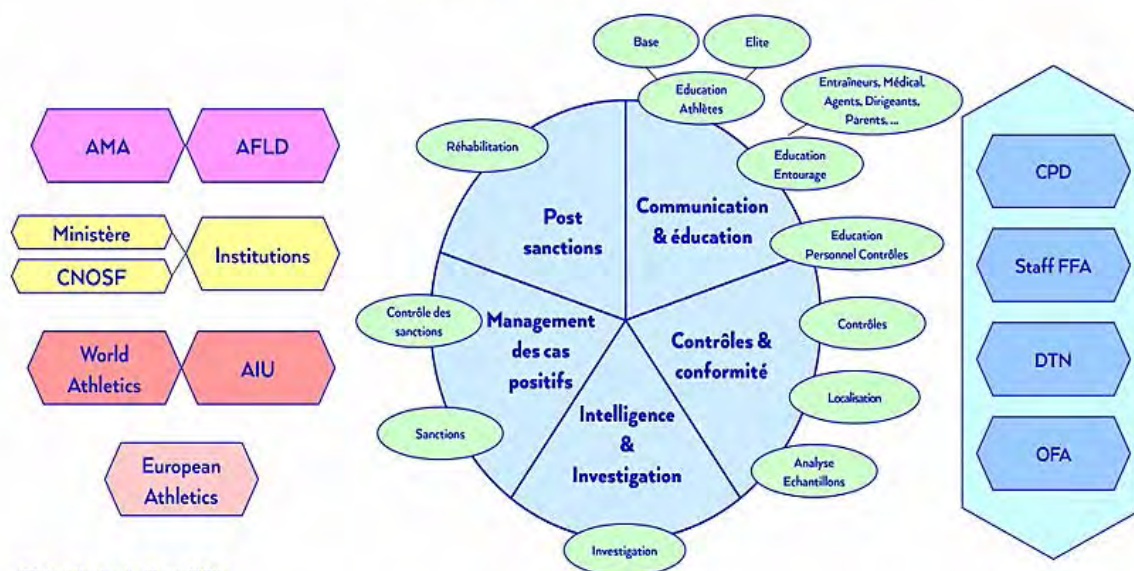 AMA
AFLD
Ministère
CNOSF
Institutions
World
Athletics
AIU
European
Athletics
Base
Elite
Education
Athlètes
Entraîneurs, Médical,
Agents, Dirigeants,
Parents, ...
Education
Entourage
Réhabilitation
Post
sanctions
Communication
& éducation
Education
Personnel Contrôles
Contrôle des
sanctions
Management
des cas
positifs
Contrôles &
conformité
Contrôles
Localisation
Sanctions
Intelligence
&
Investigation
Analyse
Echantillons
Investigation
CPD
Staff FFA
DTN
OFA